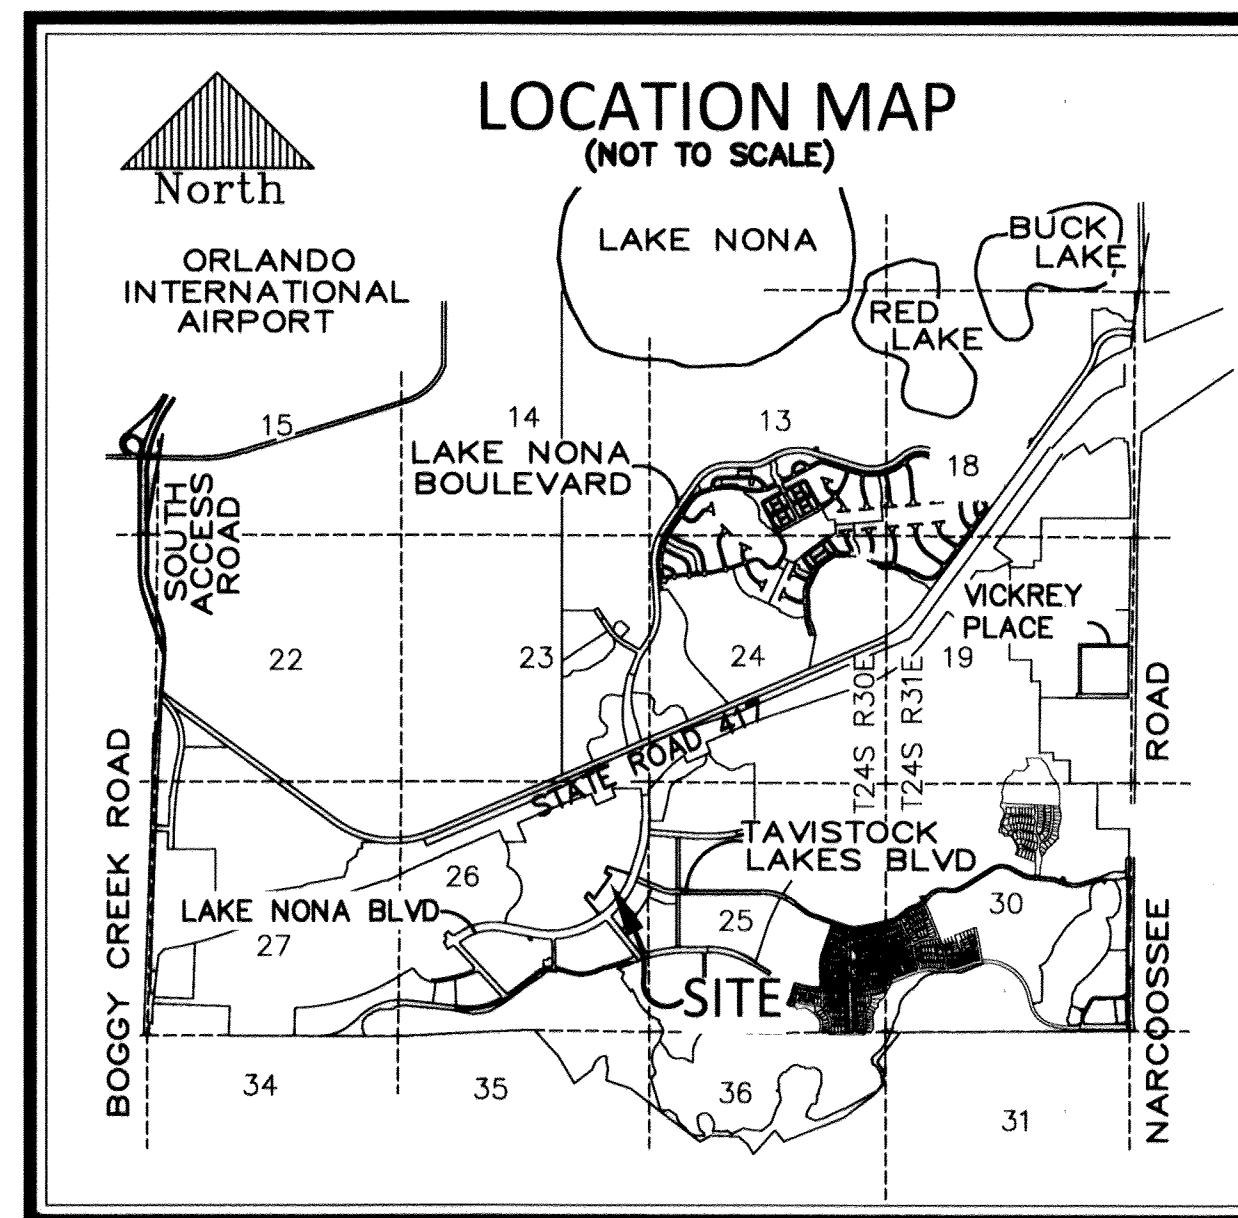 LOCATION MAP
(NOT TO SCALE)
North
LAKE NONA
BUCK
LAKE
ORLANDO
INTERNATIONAL
AIRPORT
RED
LAKE
15
14
13
18
LAKE NONA
BOULEVARD
SOUTH
ACCESS
ROAD
VICKREY
PLACE
22
23
24
19
T24S R30E
T24S R31E
STATE ROAD 417
ROAD
BOGGY CREEK ROAD
TAVISTOCK
LAKES BLVD
26
LAKE NONA BLVD
27
25
30
SITE
NARCOOSSEE
34
35
36
31